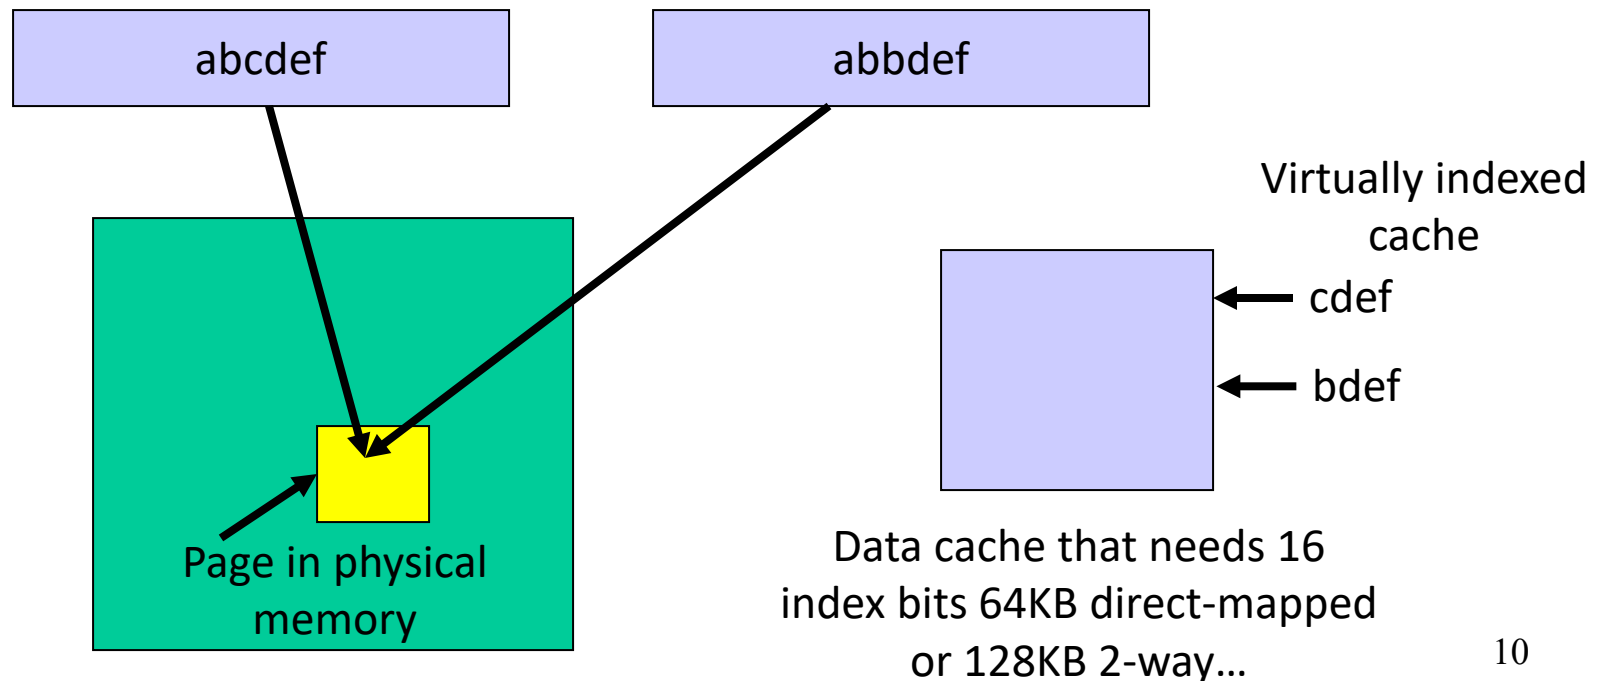 abcdef
abbdef
Virtually indexed
cache
cdef
bdef
Page in physical
memory
Data cache that needs 16
index bits 64KB direct-mapped
or 128KB 2-way…
10